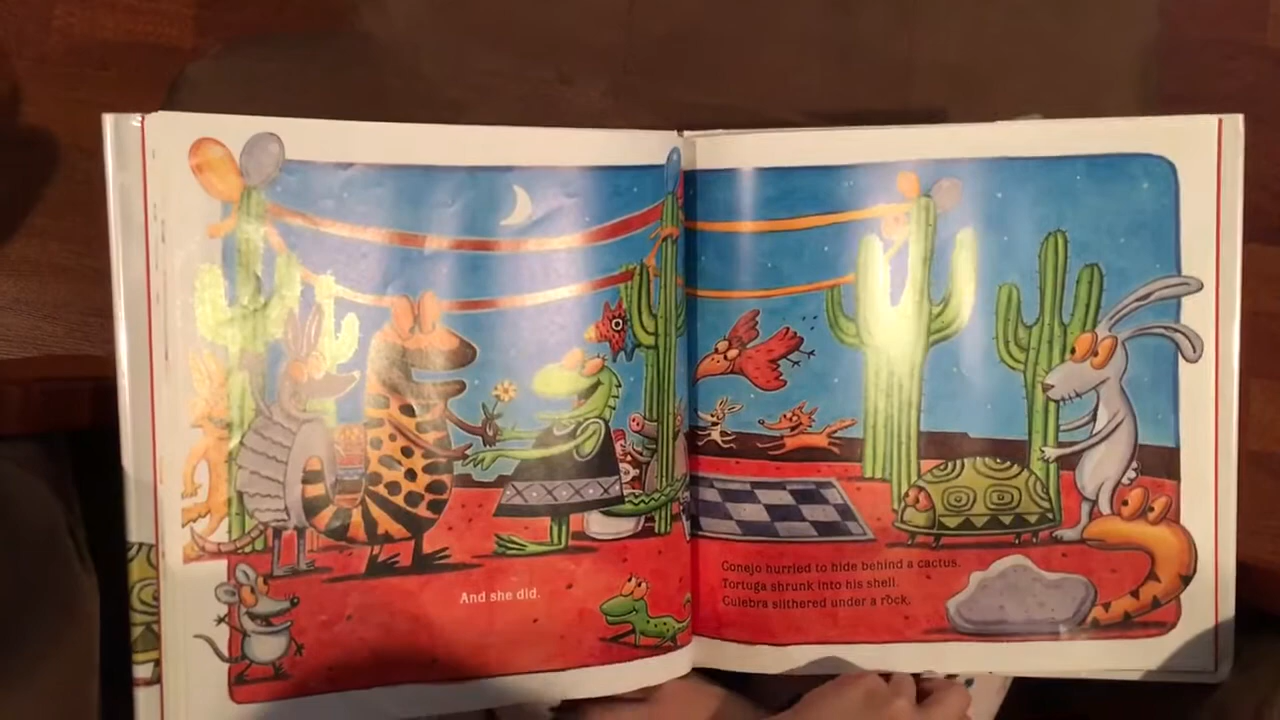 And she did.
Conejo hurried to hide behind a cactus.
Tortuga shrunk into his shell.
Culebra slithered under a rock.